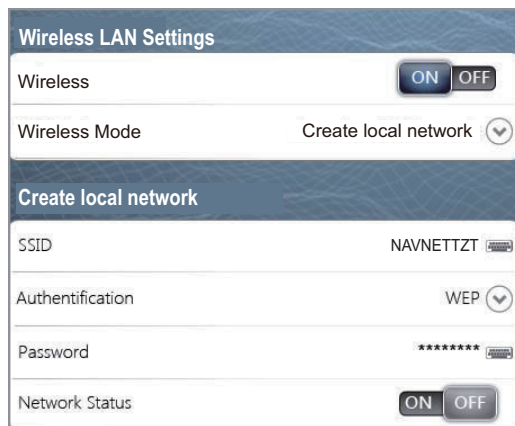 Wireless LAN Settings
Wireless ON OFF
Wireless Mode Create local network
Create local network
SSID NAVNETTZT
Authentification WEP
Password ********
Network Status ON OFF